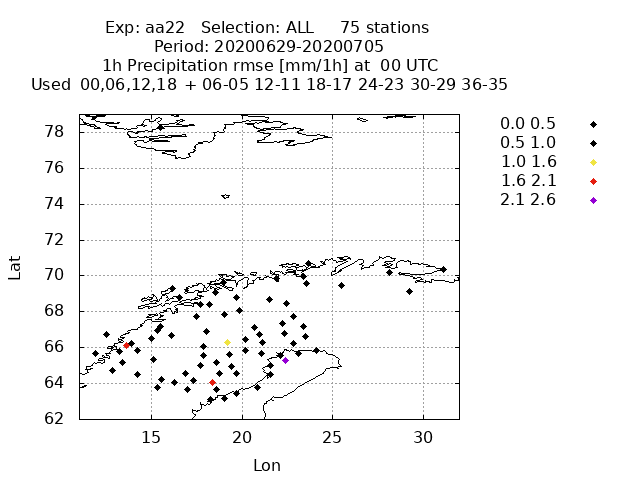 Exp: aa22   Selection: ALL     75 stations
Period: 20200629-20200705
1h Precipitation rmse [mm/1h] at  00 UTC
Used  00,06,12,18 + 06-05 12-11 18-17 24-23 30-29 36-35
0.0 0.5
0.5 1.0
1.0 1.6
1.6 2.1
2.1 2.6
78
76
74
72
70
68
66
64
62
Lat
15 20 25 30
Lon